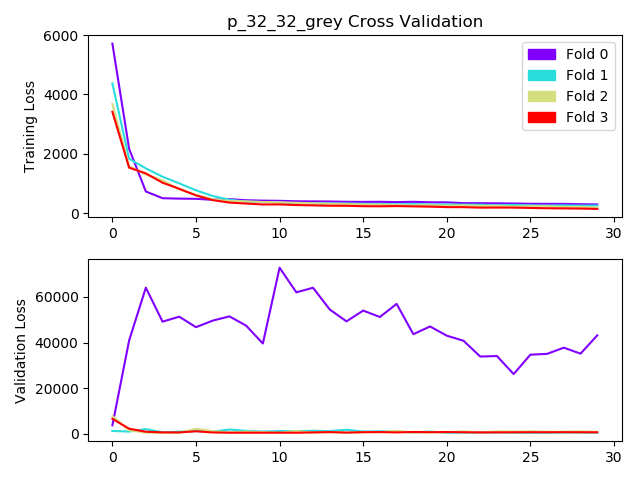 p_32_32_grey Cross Validation
6000
4000
2000
0
Training Loss
Fold 0
Fold 1
Fold 2
Fold 3
0 5 10 15 20 25 30
60000
40000
20000
0
Validation Loss
0 5 10 15 20 25 30